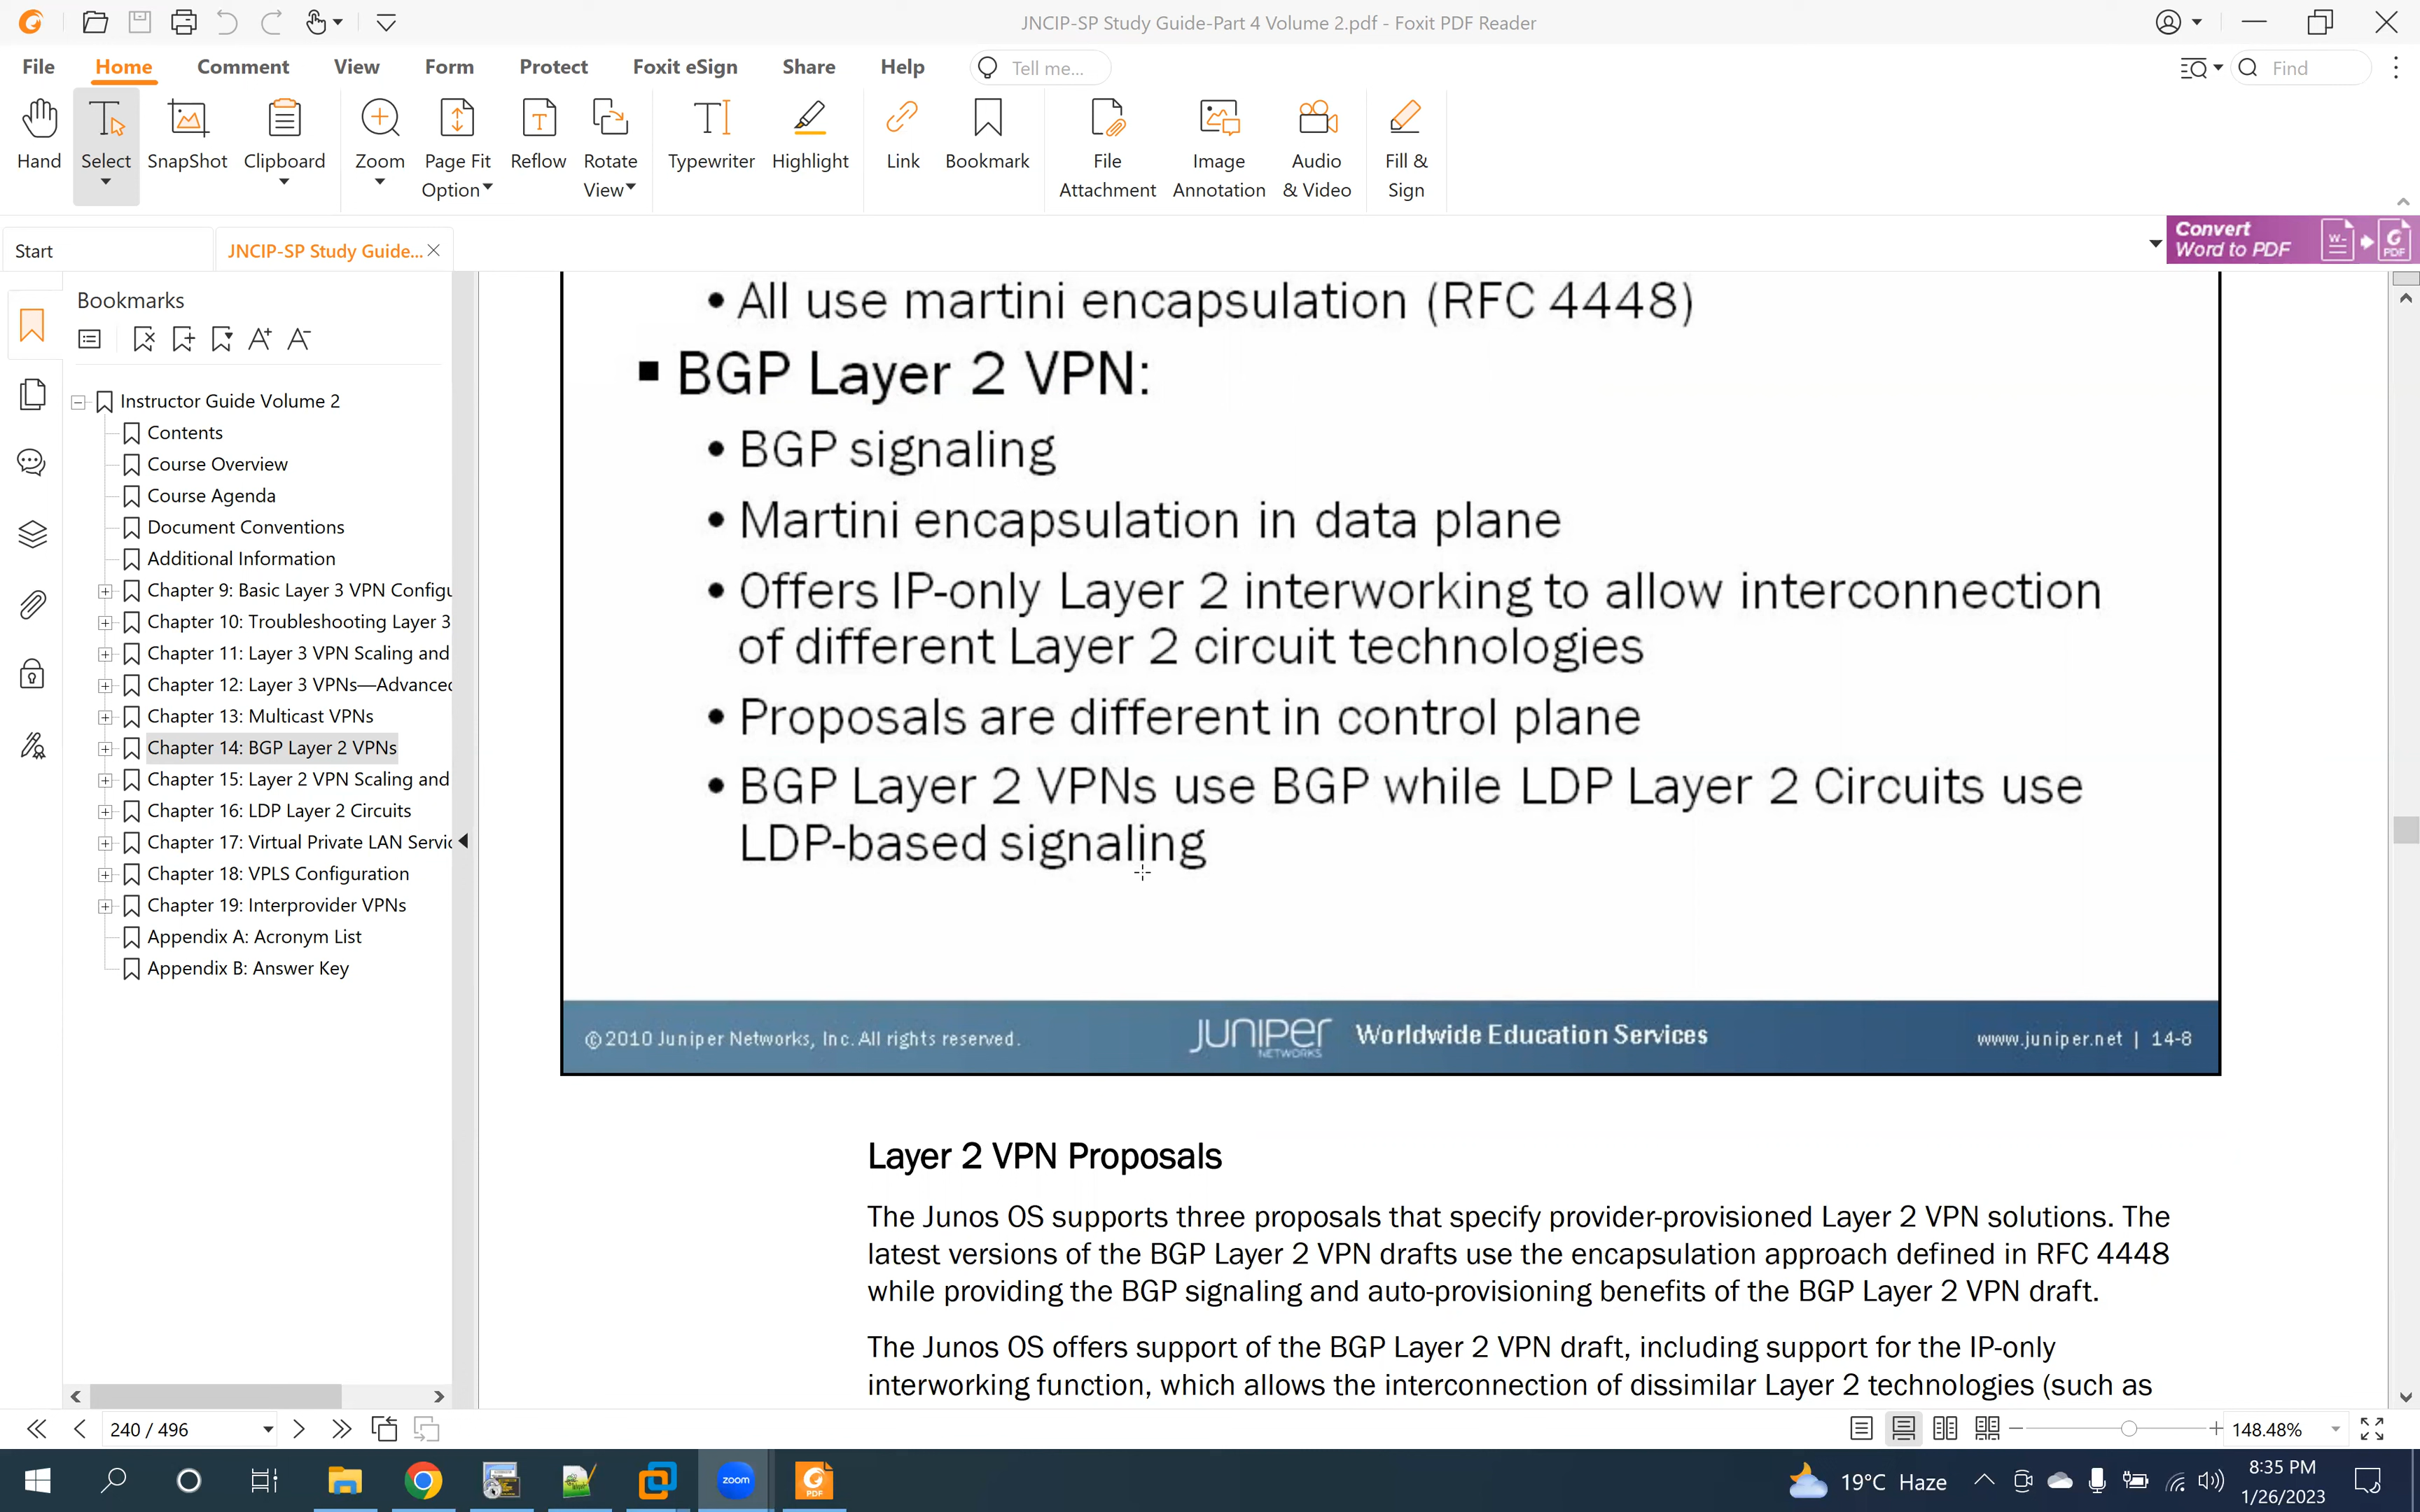 JNCIP-SP Study Guide-Part 4 Volume 2.pdf - Foxit PDF Reader
File Home Comment View Form Protect Foxit eSign Share Help Tell me... Find
Hand Select SnapShot Clipboard Zoom Page Fit Option Reflow Rotate View Typewriter Highlight Link Bookmark File Attachment Image Annotation Audio & Video Fill & Sign
Start JNCIP-SP Study Guide...
Convert
Word to PDF
Bookmarks
Instructor Guide Volume 2
Contents
Course Overview
Course Agenda
Document Conventions
Additional Information
Chapter 9: Basic Layer 3 VPN Configu
Chapter 10: Troubleshooting Layer 3
Chapter 11: Layer 3 VPN Scaling and
Chapter 12: Layer 3 VPNs—Advanced
Chapter 13: Multicast VPNs
Chapter 14: BGP Layer 2 VPNs
Chapter 15: Layer 2 VPN Scaling and
Chapter 16: LDP Layer 2 Circuits
Chapter 17: Virtual Private LAN Servic
Chapter 18: VPLS Configuration
Chapter 19: Interprovider VPNs
Appendix A: Acronym List
Appendix B: Answer Key
• All use martini encapsulation (RFC 4448)
■ BGP Layer 2 VPN:
• BGP signaling
• Martini encapsulation in data plane
• Offers IP-only Layer 2 interworking to allow interconnection
of different Layer 2 circuit technologies
• Proposals are different in control plane
• BGP Layer 2 VPNs use BGP while LDP Layer 2 Circuits use
LDP-based signaling
©2010 Juniper Networks, Inc. All rights reserved. JUNIPER NETWORKS Worldwide Education Services www.juniper.net | 14-8
Layer 2 VPN Proposals
The Junos OS supports three proposals that specify provider-provisioned Layer 2 VPN solutions. The
latest versions of the BGP Layer 2 VPN drafts use the encapsulation approach defined in RFC 4448
while providing the BGP signaling and auto-provisioning benefits of the BGP Layer 2 VPN draft.
The Junos OS offers support of the BGP Layer 2 VPN draft, including support for the IP-only
interworking function, which allows the interconnection of dissimilar Layer 2 technologies (such as
240 / 496
148.48%
zoom
PDF
19°C Haze
8:35 PM
1/26/2023